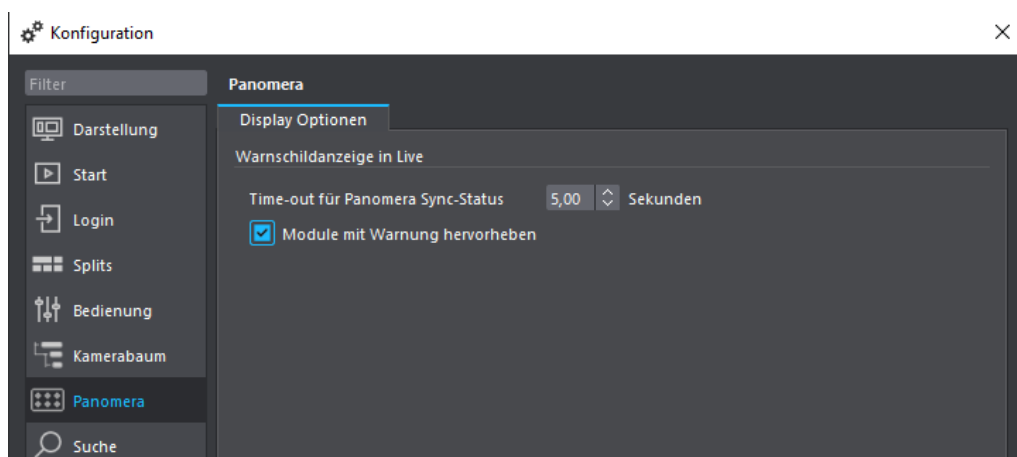 Konfiguration
Filter
Darstellung
Start
Login
Splits
Bedienung
Kamerabaum
Panomera
Suche
Panomera
Display Optionen
Warnschildanzeige in Live
Time-out für Panomera Sync-Status 5,00 Sekunden
Module mit Warnung hervorheben